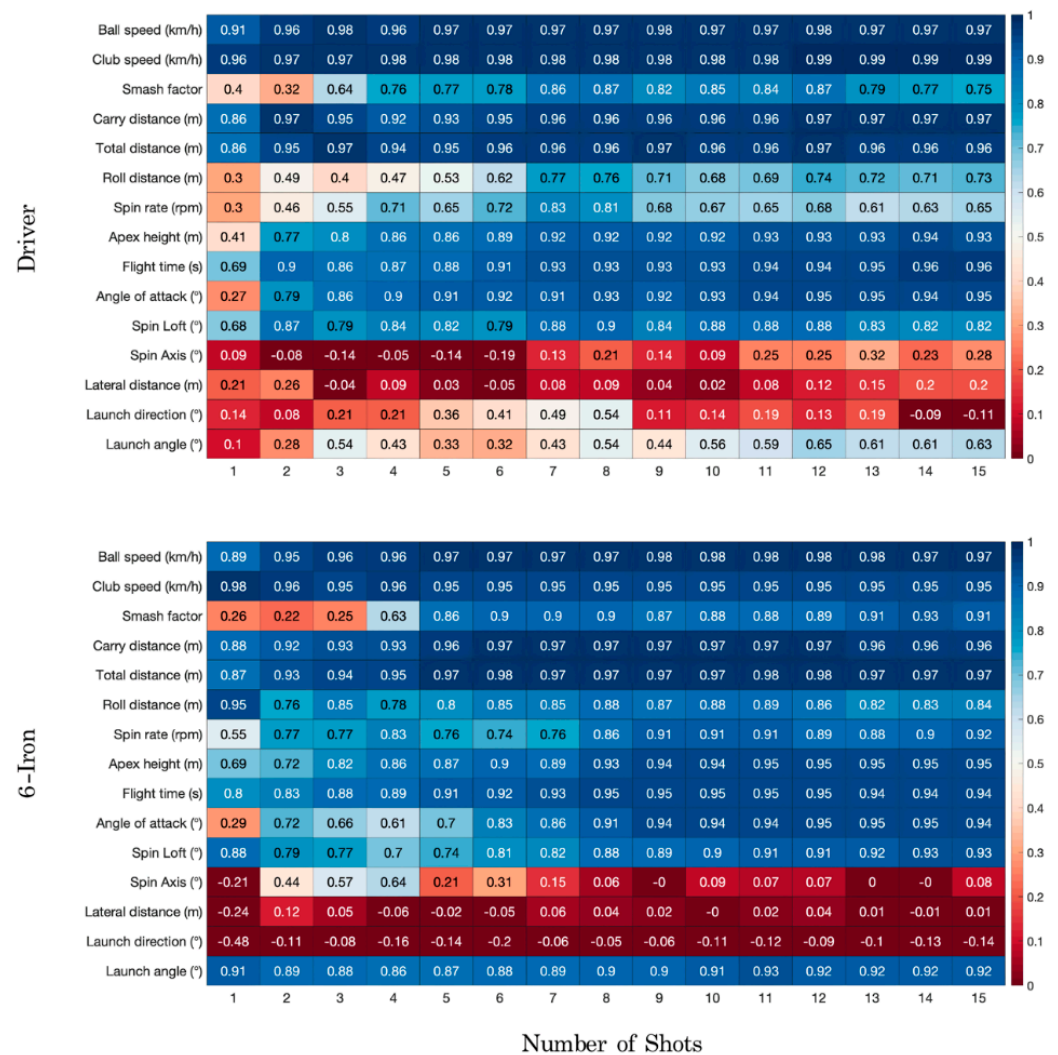 Driver
Ball speed (km/h) 0.91 0.96 0.98 0.96 0.97 0.97 0.97 0.97 0.98 0.97 0.97 0.98 0.97 0.97 0.97
Club speed (km/h) 0.96 0.97 0.97 0.98 0.98 0.98 0.98 0.98 0.98 0.98 0.98 0.99 0.99 0.99 0.99
Smash factor 0.4 0.32 0.64 0.76 0.77 0.78 0.86 0.87 0.82 0.85 0.84 0.87 0.79 0.77 0.75
Carry distance (m) 0.86 0.97 0.95 0.92 0.93 0.95 0.96 0.96 0.96 0.96 0.96 0.97 0.97 0.97 0.97
Total distance (m) 0.86 0.95 0.97 0.94 0.95 0.96 0.96 0.96 0.97 0.96 0.96 0.97 0.96 0.96 0.96
Roll distance (m) 0.3 0.49 0.4 0.47 0.53 0.62 0.77 0.76 0.71 0.68 0.69 0.74 0.72 0.71 0.73
Spin rate (rpm) 0.3 0.46 0.55 0.71 0.65 0.72 0.83 0.81 0.68 0.67 0.65 0.68 0.61 0.63 0.65
Apex height (m) 0.41 0.77 0.8 0.86 0.86 0.89 0.92 0.92 0.92 0.92 0.93 0.93 0.93 0.94 0.93
Flight time (s) 0.69 0.9 0.86 0.87 0.88 0.91 0.93 0.93 0.93 0.93 0.94 0.94 0.95 0.96 0.96
Angle of attack (°) 0.27 0.79 0.86 0.9 0.91 0.92 0.91 0.93 0.92 0.93 0.94 0.95 0.95 0.94 0.95
Spin Loft (°) 0.68 0.87 0.79 0.84 0.82 0.79 0.88 0.9 0.84 0.88 0.88 0.88 0.83 0.82 0.82
Spin Axis (°) 0.09 -0.08 -0.14 -0.05 -0.14 -0.19 0.13 0.21 0.14 0.09 0.25 0.25 0.32 0.23 0.28
Lateral distance (m) 0.21 0.26 -0.04 0.09 0.03 -0.05 0.08 0.09 0.04 0.02 0.08 0.12 0.15 0.2 0.2
Launch direction (°) 0.14 0.08 0.21 0.21 0.36 0.41 0.49 0.54 0.11 0.14 0.19 0.13 0.19 -0.09 -0.11
Launch angle (°) 0.1 0.28 0.54 0.43 0.33 0.32 0.43 0.54 0.44 0.56 0.59 0.65 0.61 0.61 0.63
1 2 3 4 5 6 7 8 9 10 11 12 13 14 15
1
0.9
0.8
0.7
0.6
0.5
0.4
0.3
0.2
0.1
0
6-Iron
Ball speed (km/h) 0.89 0.95 0.96 0.96 0.97 0.97 0.97 0.97 0.98 0.98 0.98 0.98 0.98 0.97 0.97
Club speed (km/h) 0.98 0.96 0.95 0.96 0.95 0.95 0.95 0.95 0.95 0.95 0.95 0.95 0.95 0.95 0.95
Smash factor 0.26 0.22 0.25 0.63 0.86 0.9 0.9 0.9 0.87 0.88 0.88 0.89 0.91 0.93 0.91
Carry distance (m) 0.88 0.92 0.93 0.93 0.96 0.97 0.97 0.97 0.97 0.97 0.97 0.97 0.96 0.96 0.96
Total distance (m) 0.87 0.93 0.94 0.95 0.97 0.98 0.97 0.97 0.97 0.97 0.98 0.98 0.97 0.97 0.97
Roll distance (m) 0.95 0.76 0.85 0.78 0.8 0.85 0.85 0.88 0.87 0.88 0.89 0.86 0.82 0.83 0.84
Spin rate (rpm) 0.55 0.77 0.77 0.83 0.76 0.74 0.76 0.86 0.91 0.91 0.91 0.89 0.88 0.9 0.92
Apex height (m) 0.69 0.72 0.82 0.86 0.87 0.9 0.89 0.93 0.94 0.94 0.95 0.95 0.95 0.95 0.95
Flight time (s) 0.8 0.83 0.88 0.89 0.91 0.92 0.93 0.95 0.95 0.95 0.95 0.95 0.94 0.94 0.94
Angle of attack (°) 0.29 0.72 0.66 0.61 0.7 0.83 0.86 0.91 0.94 0.94 0.94 0.95 0.95 0.95 0.94
Spin Loft (°) 0.88 0.79 0.77 0.7 0.74 0.81 0.82 0.88 0.89 0.9 0.91 0.91 0.92 0.93 0.93
Spin Axis (°) -0.21 0.44 0.57 0.64 0.21 0.31 0.15 0.06 -0 0.09 0.07 0.07 0 -0 0.08
Lateral distance (m) -0.24 0.12 0.05 -0.06 -0.02 -0.05 0.06 0.04 0.02 -0 0.02 0.04 0.01 -0.01 0.01
Launch direction (°) -0.48 -0.11 -0.08 -0.16 -0.14 -0.2 -0.06 -0.05 -0.06 -0.11 -0.12 -0.09 -0.1 -0.13 -0.14
Launch angle (°) 0.91 0.89 0.88 0.86 0.87 0.88 0.89 0.9 0.9 0.91 0.93 0.92 0.92 0.92 0.92
1 2 3 4 5 6 7 8 9 10 11 12 13 14 15
1
0.9
0.8
0.7
0.6
0.5
0.4
0.3
0.2
0.1
0
Number of Shots